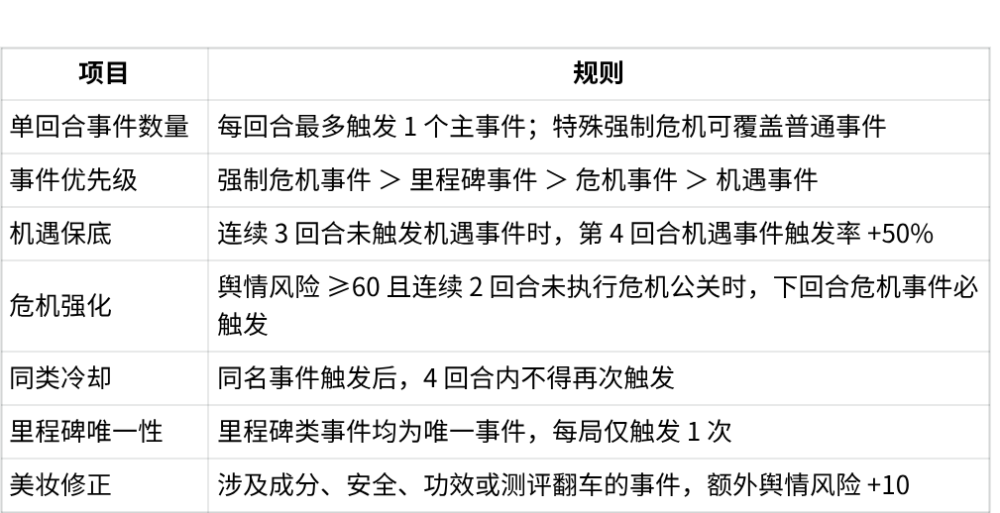 项目
规则
单回合事件数量
每回合最多触发 1 个主事件；特殊强制危机可覆盖普通事件
事件优先级
强制危机事件 ＞ 里程碑事件 ＞ 危机事件 ＞ 机遇事件
机遇保底
连续 3 回合未触发机遇事件时，第 4 回合机遇事件触发率 +50%
危机强化
舆情风险 ≥60 且连续 2 回合未执行危机公关时，下回合危机事件必
触发
同类冷却
同名事件触发后，4 回合内不得再次触发
里程碑唯一性
里程碑类事件均为唯一事件，每局仅触发 1 次
美妆修正
涉及成分、安全、功效或测评翻车的事件，额外舆情风险 +10